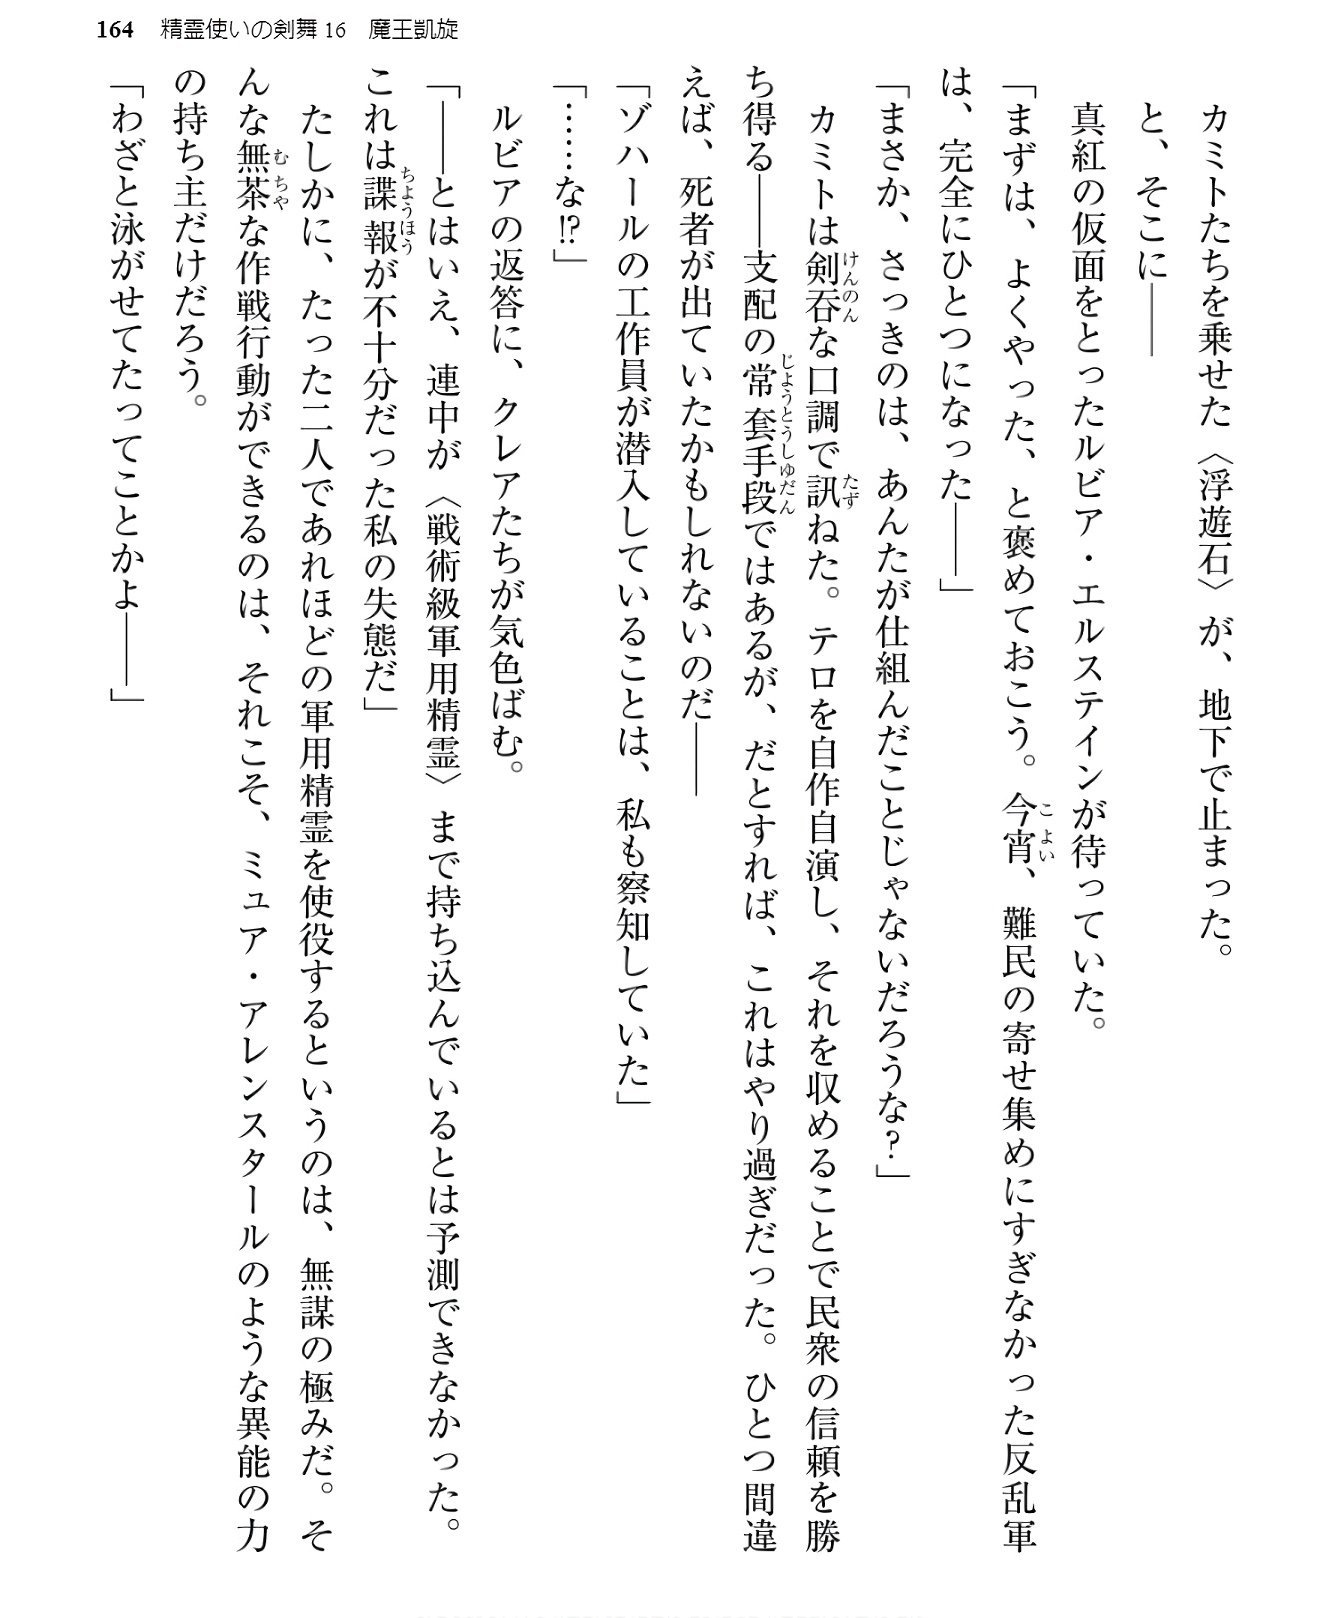 164　精霊使いの剣舞 16　魔王凱旋
　カミトたちを乗せた〈浮遊石〉が、地下で止まった。
　と、そこに――
　真紅の仮面をとったルビア・エルステインが待っていた。
「まずは、よくやった、と褒めておこう。今宵、難民の寄せ集めにすぎなかった反乱軍
は、完全にひとつになった――」
「まさか、さっきのは、あんたが仕組んだことじゃないだろうな?」
　カミトは剣呑な口調で訊ねた。テロを自作自演し、それを収めることで民衆の信頼を勝
ち得る――支配の常套手段ではあるが、だとすれば、これはやり過ぎだった。ひとつ間違
えば、死者が出ていたかもしれないのだ――
「ゾハールの工作員が潜入していることは、私も察知していた」
「……な!?」
　ルビアの返答に、クレアたちが気色ばむ。
「――とはいえ、連中が〈戦術級軍用精霊〉まで持ち込んでいるとは予測できなかった。
これは諜報が不十分だった私の失態だ」
　たしかに、たった二人であれほどの軍用精霊を使役するというのは、無謀の極みだ。そ
んな無茶な作戦行動ができるのは、それこそ、ミュア・アレンスタールのような異能の力
の持ち主だけだろう。
「わざと泳がせてたってことかよ――」